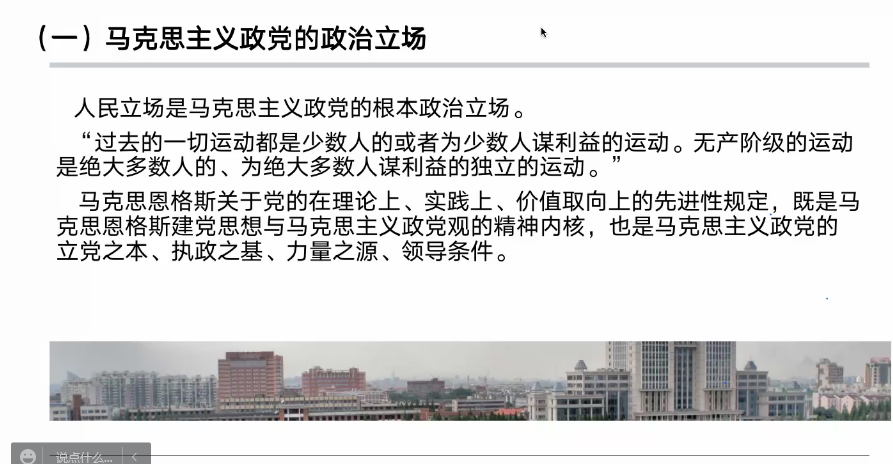 （一）马克思主义政党的政治立场
人民立场是马克思主义政党的根本政治立场。
“过去的一切运动都是少数人的或者为少数人谋利益的运动。无产阶级的运动
是绝大多数人的、为绝大多数人谋利益的独立的运动。”
马克思恩格斯关于党的在理论上、实践上、价值取向上的先进性规定，既是马
克思恩格斯建党思想与马克思主义政党观的精神内核，也是马克思主义政党的
立党之本、执政之基、力量之源、领导条件。
说点什么...